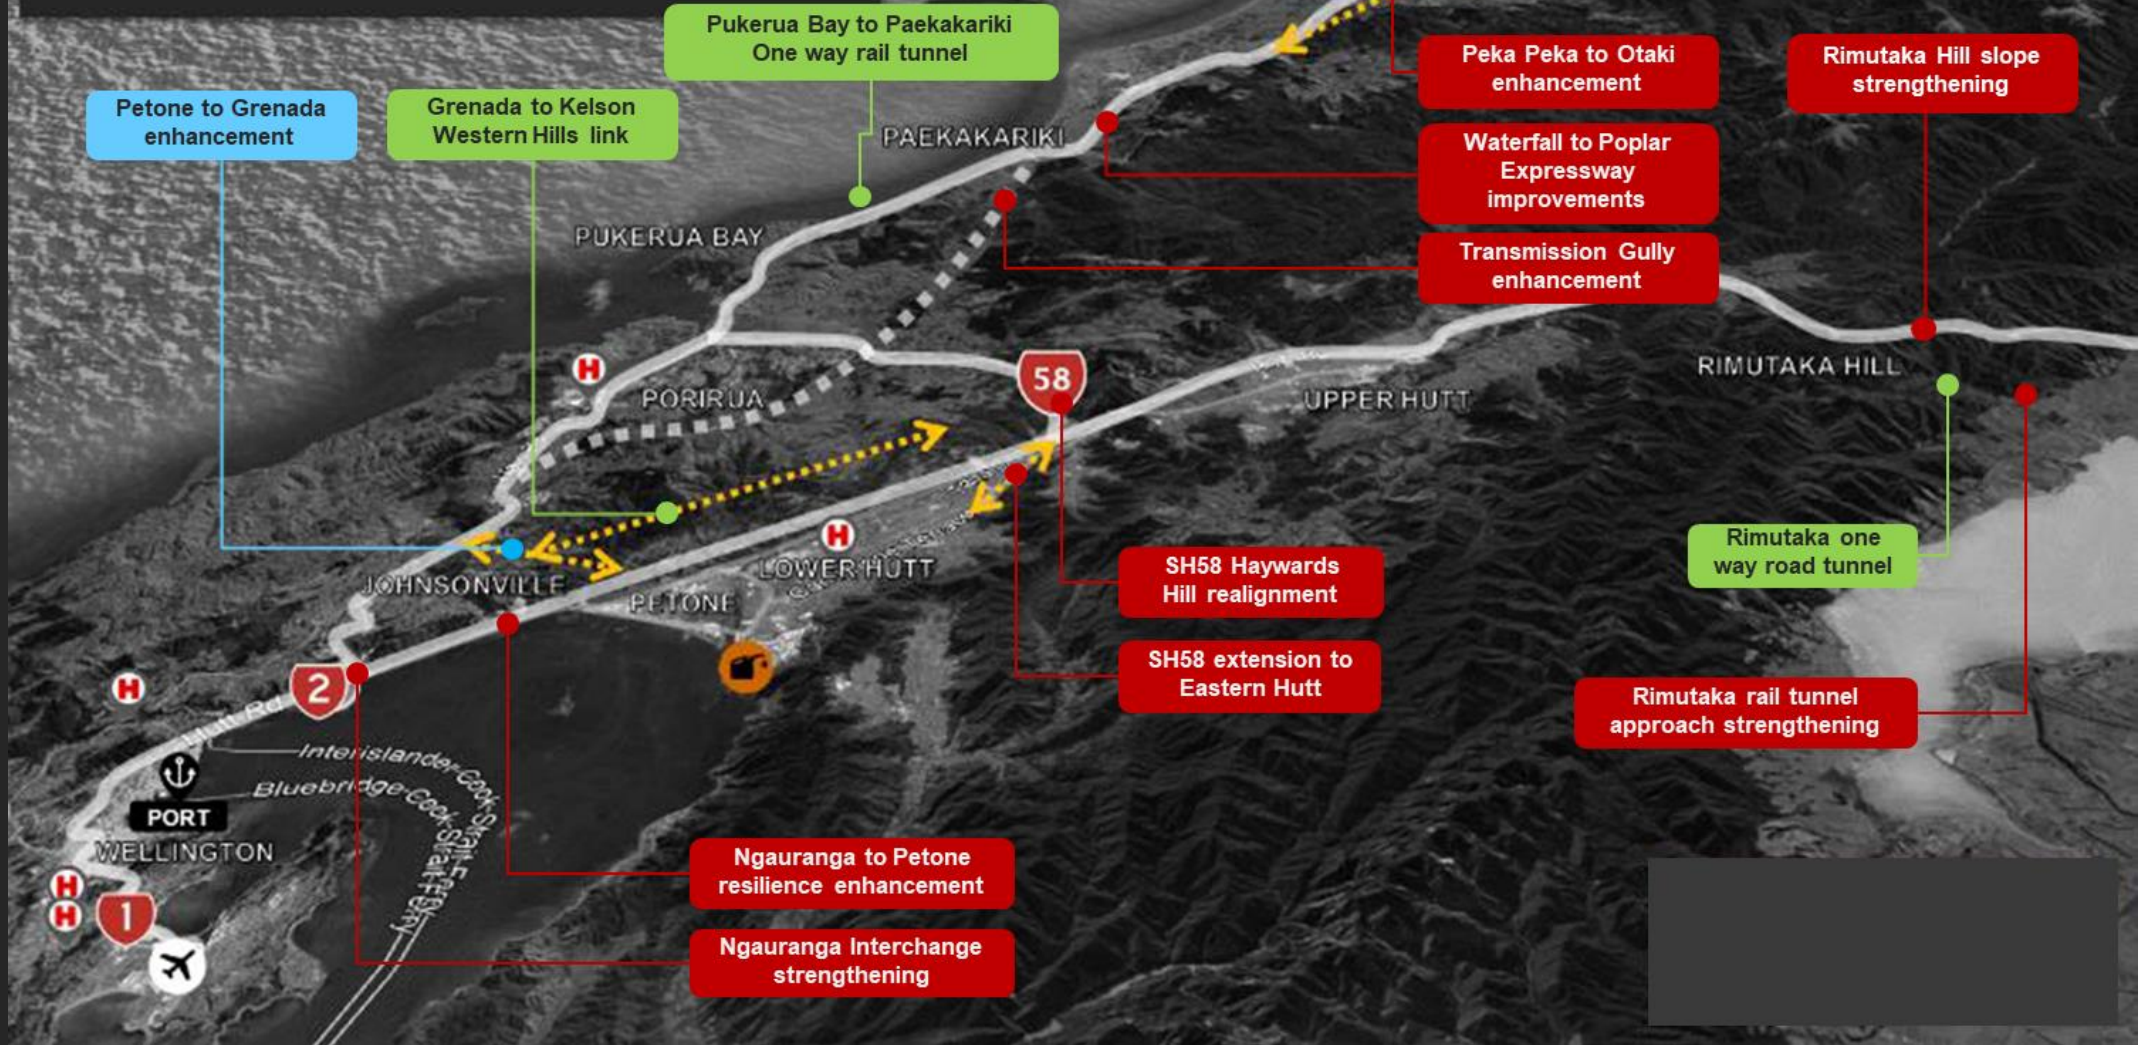 Pukerua Bay to Paekakariki
One way rail tunnel
Peka Peka to Otaki
enhancement
Rimutaka Hill slope
strengthening
Petone to Grenada
enhancement
Grenada to Kelson
Western Hills link
PAEKAKARIKI
Waterfall to Poplar
Expressway
improvements
PUKERUA BAY
Transmission Gully
enhancement
H
58
PORIRUA
UPPER HUTT
RIMUTAKA HILL
H
LOWER HUTT
JOHNSONVILLE
PETONE
SH58 Haywards
Hill realignment
Rimutaka one
way road tunnel
SH58 extension to
Eastern Hutt
Rimutaka rail tunnel
approach strengthening
H
2
Hutt Rd
Interislander-Cook Strait Ferry
Bluebridge-Cook Strait Ferry
PORT
WELLINGTON
H
H
1
Ngauranga to Petone
resilience enhancement
Ngauranga Interchange
strengthening